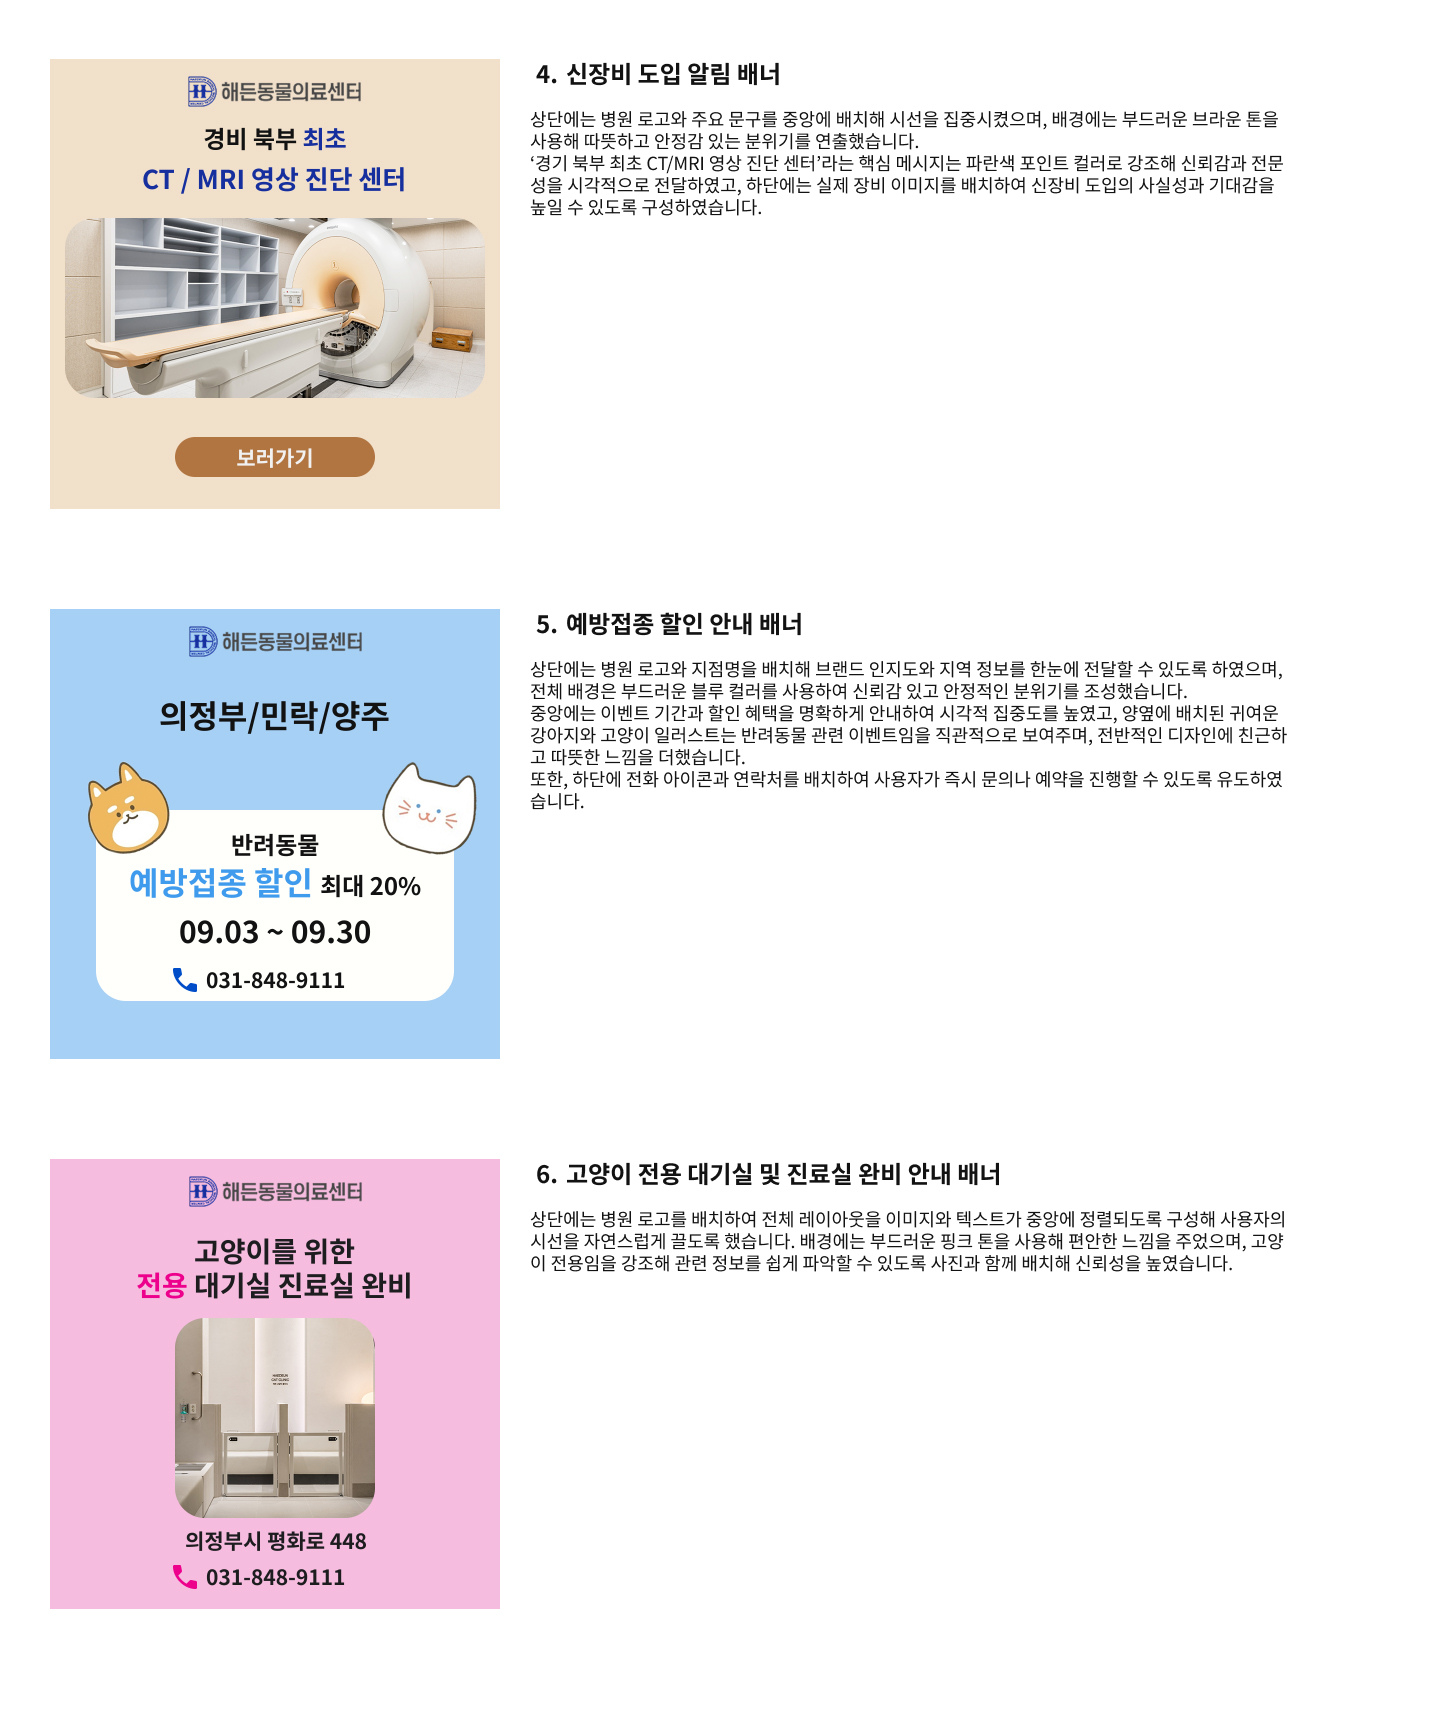 해든동물의료센터
경비 북부 최초
CT / MRI 영상 진단 센터
보러가기
4. 신장비 도입 알림 배너
상단에는 병원 로고와 주요 문구를 중앙에 배치해 시선을 집중시켰으며, 배경에는 부드러운 브라운 톤을
사용해 따뜻하고 안정감 있는 분위기를 연출했습니다.
‘경기 북부 최초 CT/MRI 영상 진단 센터’라는 핵심 메시지는 파란색 포인트 컬러로 강조해 신뢰감과 전문
성을 시각적으로 전달하였고, 하단에는 실제 장비 이미지를 배치하여 신장비 도입의 사실성과 기대감을
높일 수 있도록 구성하였습니다.
해든동물의료센터
의정부/민락/양주
반려동물
예방접종 할인 최대 20%
09.03 ~ 09.30
031-848-9111
5. 예방접종 할인 안내 배너
상단에는 병원 로고와 지점명을 배치해 브랜드 인지도와 지역 정보를 한눈에 전달할 수 있도록 하였으며,
전체 배경은 부드러운 블루 컬러를 사용하여 신뢰감 있고 안정적인 분위기를 조성했습니다.
중앙에는 이벤트 기간과 할인 혜택을 명확하게 안내하여 시각적 집중도를 높였고, 양옆에 배치된 귀여운
강아지와 고양이 일러스트는 반려동물 관련 이벤트임을 직관적으로 보여주며, 전반적인 디자인에 친근하
고 따뜻한 느낌을 더했습니다.
또한, 하단에 전화 아이콘과 연락처를 배치하여 사용자가 즉시 문의나 예약을 진행할 수 있도록 유도하였
습니다.
해든동물의료센터
고양이를 위한
전용 대기실 진료실 완비
의정부시 평화로 448
031-848-9111
6. 고양이 전용 대기실 및 진료실 완비 안내 배너
상단에는 병원 로고를 배치하여 전체 레이아웃을 이미지와 텍스트가 중앙에 정렬되도록 구성해 사용자의
시선을 자연스럽게 끌도록 했습니다. 배경에는 부드러운 핑크 톤을 사용해 편안한 느낌을 주었으며, 고양
이 전용임을 강조해 관련 정보를 쉽게 파악할 수 있도록 사진과 함께 배치해 신뢰성을 높였습니다.